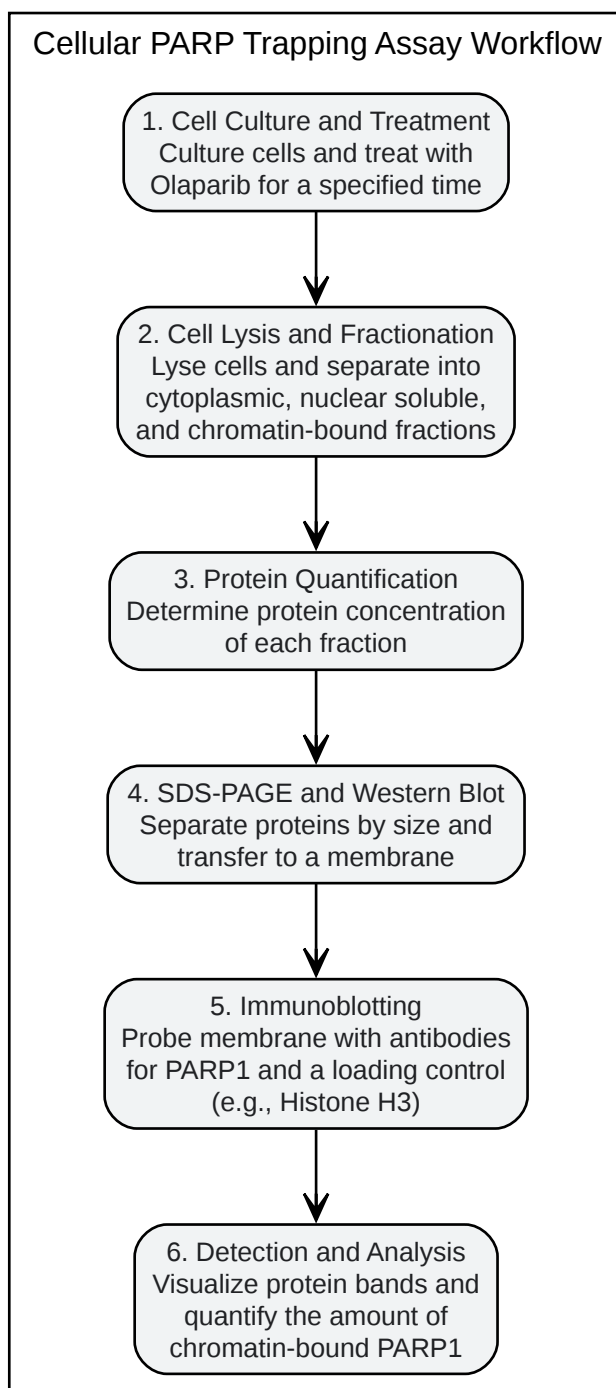 Cellular PARP Trapping Assay Workflow
1. Cell Culture and Treatment
Culture cells and treat with
Olaparib for a specified time
2. Cell Lysis and Fractionation
Lyse cells and separate into
cytoplasmic, nuclear soluble,
and chromatin-bound fractions
3. Protein Quantification
Determine protein concentration
of each fraction
4. SDS-PAGE and Western Blot
Separate proteins by size and
transfer to a membrane
5. Immunoblotting
Probe membrane with antibodies
for PARP1 and a loading control
(e.g., Histone H3)
6. Detection and Analysis
Visualize protein bands and
quantify the amount of
chromatin-bound PARP1